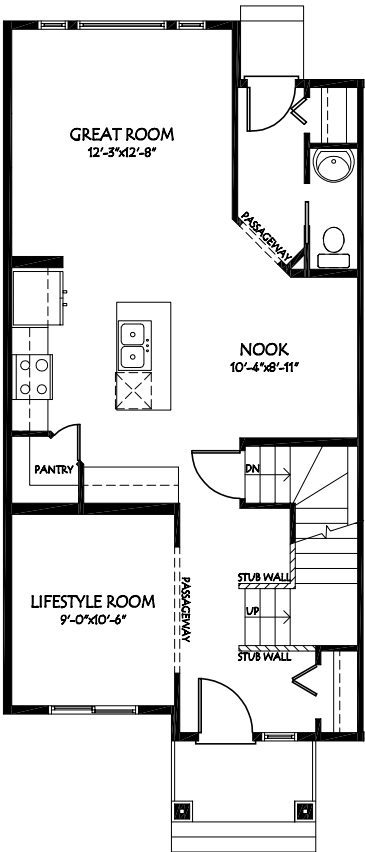 GREAT ROOM
12'-3"x12'-8"
PASSAGEWAY
NOOK
10'-4"x8'-11"
PANTRY
DN
LIFESTYLE ROOM
9'-0"x10'-6"
PASSAGEWAY
STUB WALL
UP
STUB WALL